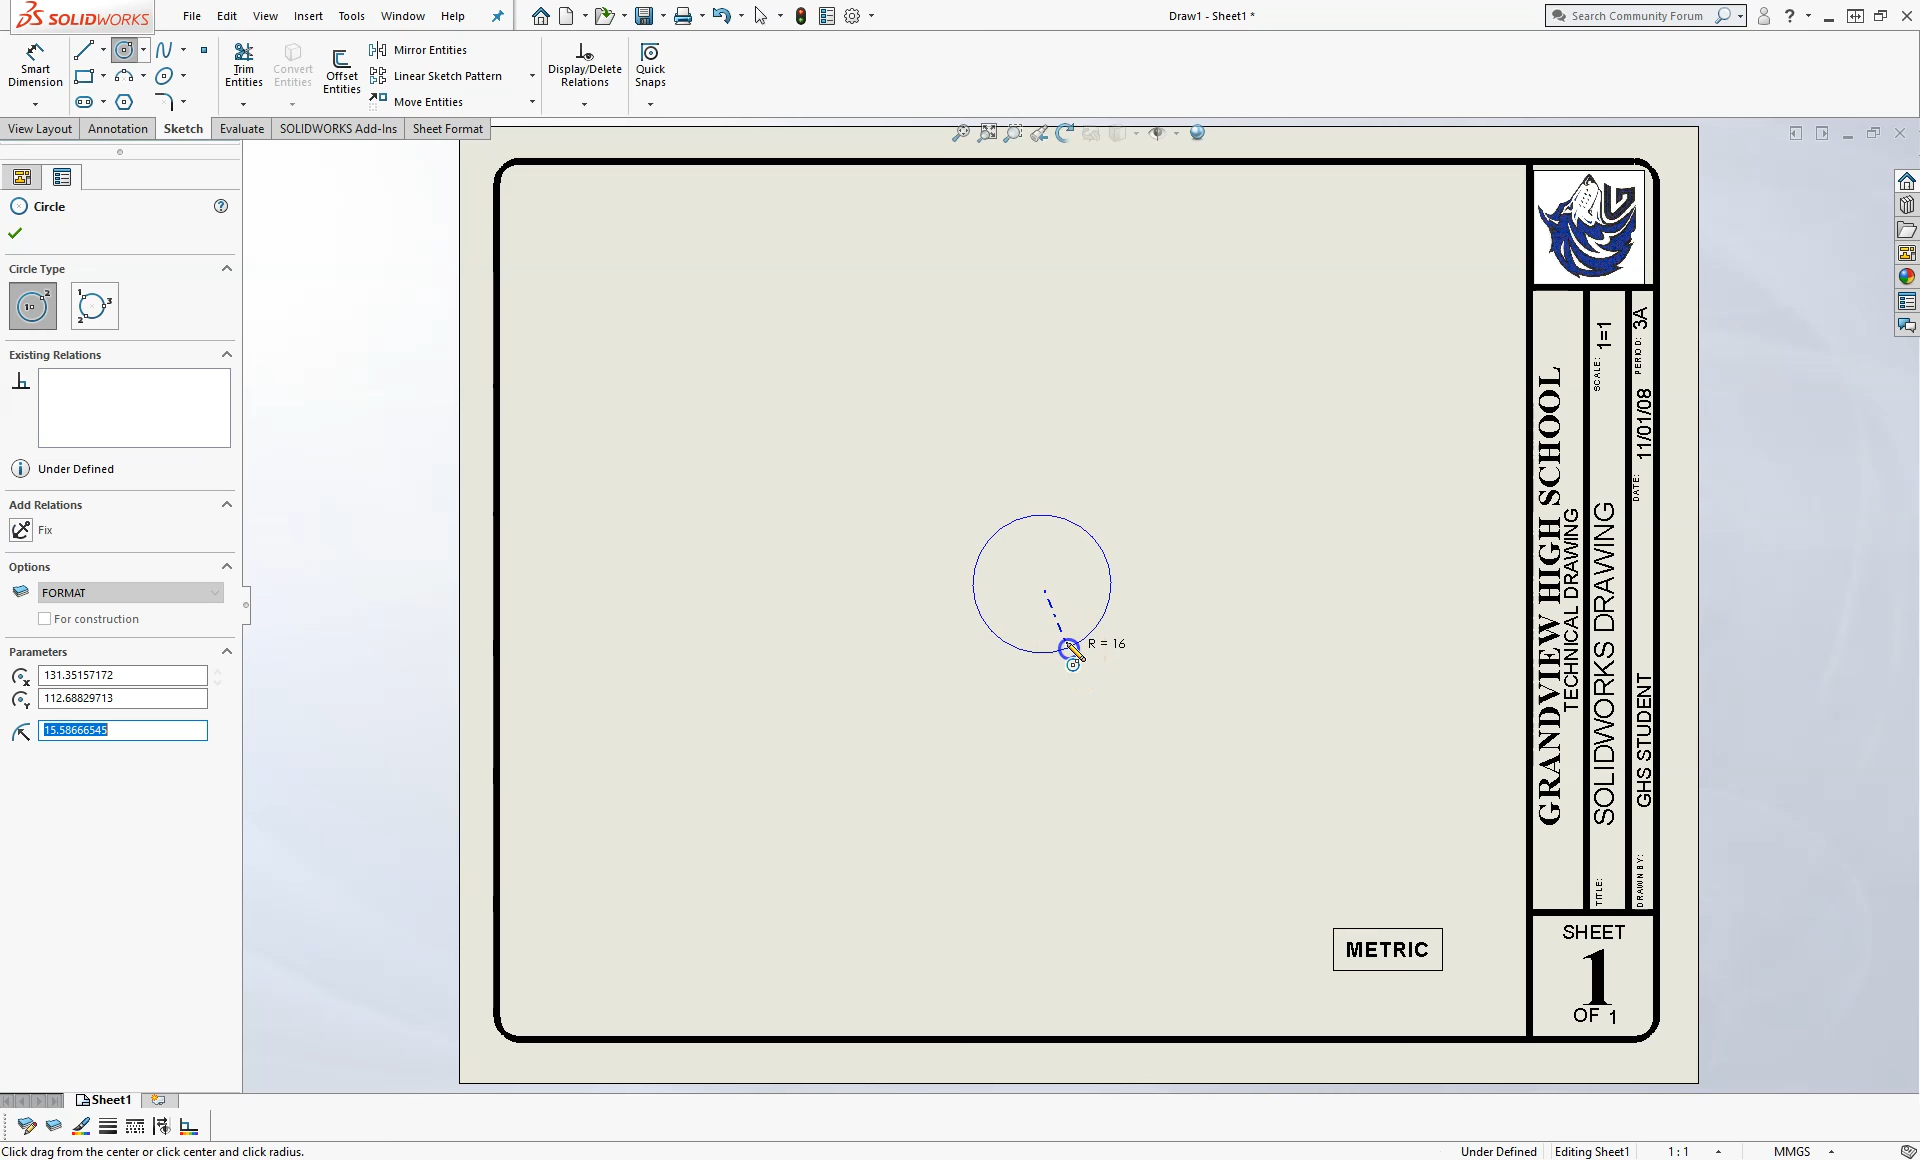 SOLIDWORKS
File
Edit
View
Insert
Tools
Window
Help
Draw1 - Sheet1 *
Search Community Forum
Smart
Dimension
Trim
Entities
Convert
Entities
Offset
Entities
Mirror Entities
Linear Sketch Pattern
Move Entities
Display/Delete
Relations
Quick
Snaps
View Layout
Annotation
Sketch
Evaluate
SOLIDWORKS Add-Ins
Sheet Format
Circle
Circle Type
Existing Relations
Under Defined
Add Relations
Fix
Options
FORMAT
For construction
Parameters
131.35157172
112.68829713
15.58666545
R = 16
GRANDVIEW HIGH SCHOOL
TECHNICAL DRAWING
TITLE: SOLIDWORKS DRAWING SCALE: 1=1
DRAWN BY: GHS STUDENT DATE: 11/01/08 PERIOD: 3A
METRIC
SHEET
1
OF 1
Sheet1
Click drag from the center or click center and click radius.
Under Defined
Editing Sheet1
1 : 1
MMGS